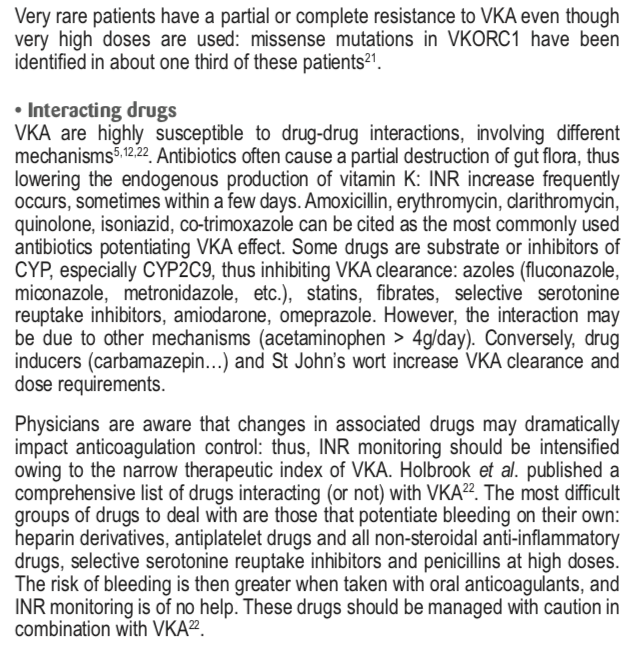 Very rare patients have a partial or complete resistance to VKA even though
very high doses are used: missense mutations in VKORC1 have been
identified in about one third of these patients21.
• Interacting drugs
VKA are highly susceptible to drug-drug interactions, involving different
mechanisms5,12,22. Antibiotics often cause a partial destruction of gut flora, thus
lowering the endogenous production of vitamin K: INR increase frequently
occurs, sometimes within a few days. Amoxicillin, erythromycin, clarithromycin,
quinolone, isoniazid, co-trimoxazole can be cited as the most commonly used
antibiotics potentiating VKA effect. Some drugs are substrate or inhibitors of
CYP, especially CYP2C9, thus inhibiting VKA clearance: azoles (fluconazole,
miconazole, metronidazole, etc.), statins, fibrates, selective serotonine
reuptake inhibitors, amiodarone, omeprazole. However, the interaction may
be due to other mechanisms (acetaminophen > 4g/day). Conversely, drug
inducers (carbamazepin…) and St John's wort increase VKA clearance and
dose requirements.
Physicians are aware that changes in associated drugs may dramatically
impact anticoagulation control: thus, INR monitoring should be intensified
owing to the narrow therapeutic index of VKA. Holbrook et al. published a
comprehensive list of drugs interacting (or not) with VKA22. The most difficult
groups of drugs to deal with are those that potentiate bleeding on their own:
heparin derivatives, antiplatelet drugs and all non-steroidal anti-inflammatory
drugs, selective serotonine reuptake inhibitors and penicillins at high doses.
The risk of bleeding is then greater when taken with oral anticoagulants, and
INR monitoring is of no help. These drugs should be managed with caution in
combination with VKA22.